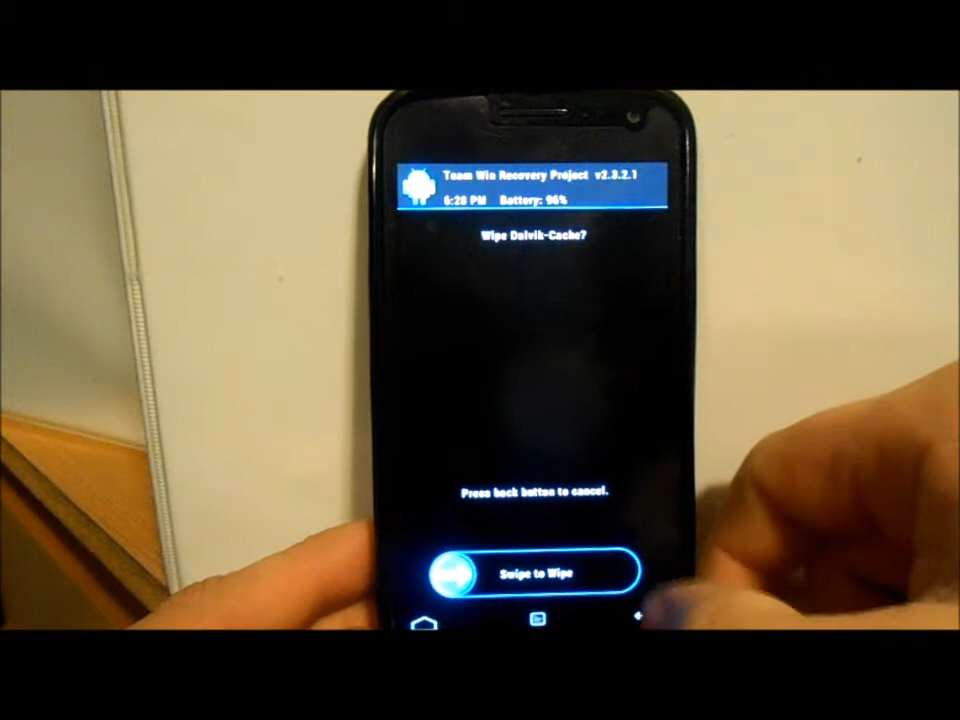 Team Win Recovery Project v2.3.2.1
6:28 PM Battery: 96%
Wipe Dalvik-Cache?
Press back button to cancel.
Swipe to Wipe